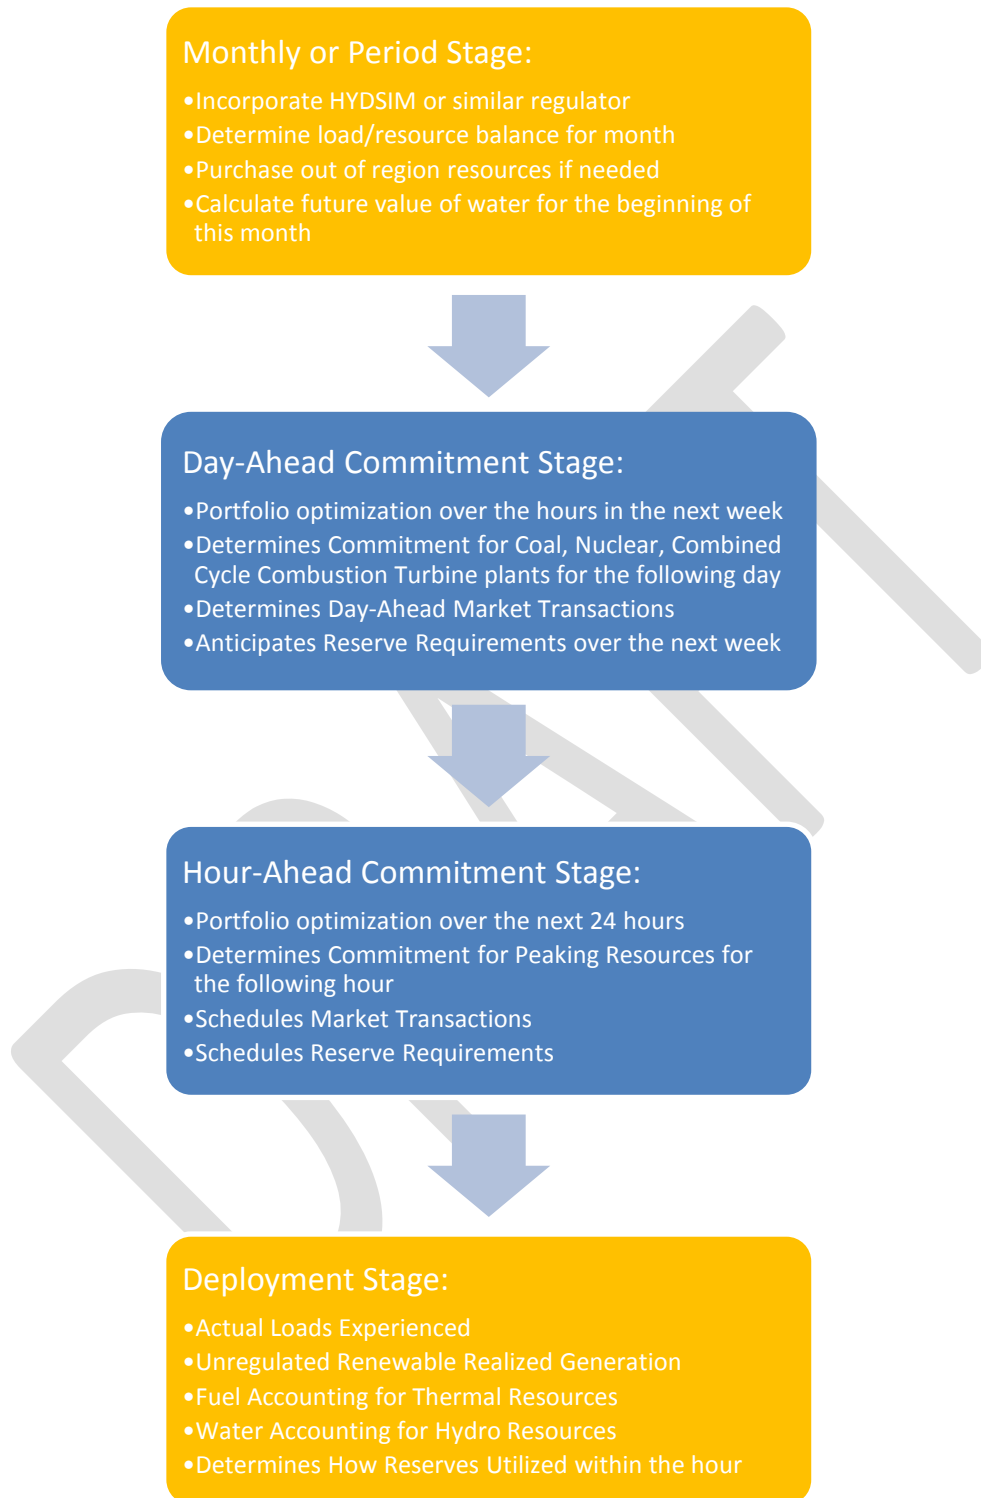 Monthly or Period Stage:
•Incorporate HYDSIM or similar regulator
•Determine load/resource balance for month
•Purchase out of region resources if needed
•Calculate future value of water for the beginning of
this month
Day-Ahead Commitment Stage:
•Portfolio optimization over the hours in the next week
•Determines Commitment for Coal, Nuclear, Combined
Cycle Combustion Turbine plants for the following day
•Determines Day-Ahead Market Transactions
•Anticipates Reserve Requirements over the next week
Hour-Ahead Commitment Stage:
•Portfolio optimization over the next 24 hours
•Determines Commitment for Peaking Resources for
the following hour
•Schedules Market Transactions
•Schedules Reserve Requirements
Deployment Stage:
•Actual Loads Experienced
•Unregulated Renewable Realized Generation
•Fuel Accounting for Thermal Resources
•Water Accounting for Hydro Resources
•Determines How Reserves Utilized within the hour
DRAFT